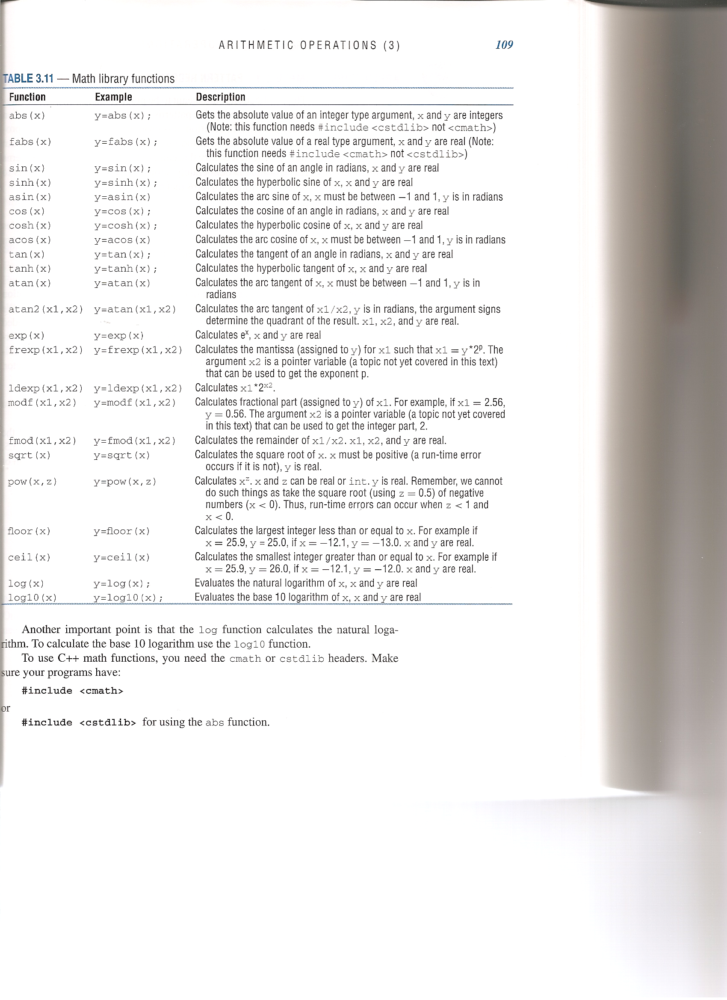 ARITHMETIC OPERATIONS (3) 109
TABLE 3.11 — Math library functions
Function Example Description
abs(x) y=abs(x); Gets the absolute value of an integer type argument, x and y are integers
(Note: this function needs #include <cstdlib> not <cmath>)
fabs(x) y=fabs(x); Gets the absolute value of a real type argument, x and y are real (Note:
this function needs #include <cmath> not <cstdlib>)
sin(x) y=sin(x); Calculates the sine of an angle in radians, x and y are real
sinh(x) y=sinh(x); Calculates the hyperbolic sine of x, x and y are real
asin(x) y=asin(x) Calculates the arc sine of x, x must be between −1 and 1, y is in radians
cos(x) y=cos(x); Calculates the cosine of an angle in radians, x and y are real
cosh(x) y=cosh(x); Calculates the hyperbolic cosine of x, x and y are real
acos(x) y=acos(x) Calculates the arc cosine of x, x must be between −1 and 1, y is in radians
tan(x) y=tan(x); Calculates the tangent of an angle in radians, x and y are real
tanh(x) y=tanh(x); Calculates the hyperbolic tangent of x, x and y are real
atan(x) y=atan(x) Calculates the arc tangent of x, x must be between −1 and 1, y is in
radians
atan2(x1,x2) y=atan(x1,x2) Calculates the arc tangent of x1/x2, y is in radians, the argument signs
determine the quadrant of the result. x1, x2, and y are real.
exp(x) y=exp(x) Calculates eˣ, x and y are real
frexp(x1,x2) y=frexp(x1,x2) Calculates the mantissa (assigned to y) for x1 such that x1 = y*2ᵖ. The
argument x2 is a pointer variable (a topic not yet covered in this text)
that can be used to get the exponent p.
ldexp(x1,x2) y=ldexp(x1,x2) Calculates x1*2ˣ².
modf(x1,x2) y=modf(x1,x2) Calculates fractional part (assigned to y) of x1. For example, if x1 = 2.56,
y = 0.56. The argument x2 is a pointer variable (a topic not yet covered
in this text) that can be used to get the integer part, 2.
fmod(x1,x2) y=fmod(x1,x2) Calculates the remainder of x1/x2. x1, x2, and y are real.
sqrt(x) y=sqrt(x) Calculates the square root of x. x must be positive (a run-time error
occurs if it is not), y is real.
pow(x,z) y=pow(x,z) Calculates xᶻ. x and z can be real or int. y is real. Remember, we cannot
do such things as take the square root (using z = 0.5) of negative
numbers (x < 0). Thus, run-time errors can occur when z < 1 and
x < 0.
floor(x) y=floor(x) Calculates the largest integer less than or equal to x. For example if
x = 25.9, y = 25.0, if x = −12.1, y = −13.0. x and y are real.
ceil(x) y=ceil(x) Calculates the smallest integer greater than or equal to x. For example if
x = 25.9, y = 26.0, if x = −12.1, y = −12.0. x and y are real.
log(x) y=log(x); Evaluates the natural logarithm of x, x and y are real
log10(x) y=log10(x); Evaluates the base 10 logarithm of x, x and y are real
Another important point is that the log function calculates the natural loga-
rithm. To calculate the base 10 logarithm use the log10 function.
To use C++ math functions, you need the cmath or cstdlib headers. Make
sure your programs have:
#include <cmath>
or
#include <cstdlib> for using the abs function.